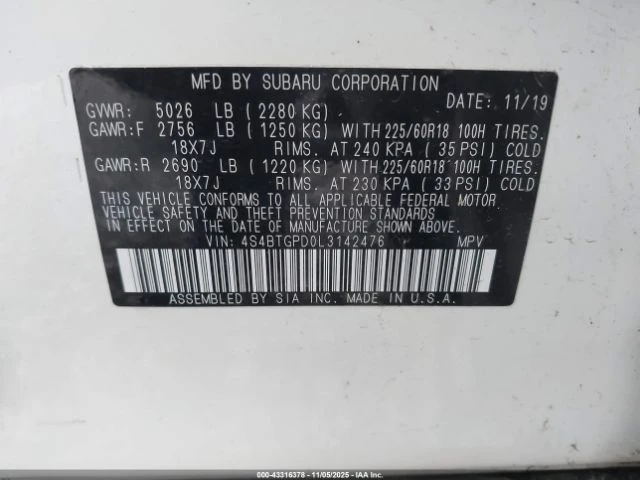 MFD BY SUBARU CORPORATION
DATE: 11/19
GVWR: 5026 LB (2280 KG)
GAWR:F 2756 LB (1250 KG) WITH 225/60R18 100H TIRES.
18X7J RIMS. AT 240 KPA (35 PSI) COLD
GAWR:R 2690 LB (1220 KG) WITH 225/60R18 100H TIRES.
18X7J RIMS. AT 230 KPA (33 PSI) COLD
THIS VEHICLE CONFORMS TO ALL APPLICABLE FEDERAL MOTOR
VEHICLE SAFETY AND THEFT PREVENTION STANDARDS
IN EFFECT ON THE DATE OF MANUFACTURE SHOWN ABOVE.
VIN: 4S4BTGPD0L3142476 MPV
ASSEMBLED BY SIA INC. MADE IN U.S.A.
000-43316378 - 11/05/2025 - IAAI.COM